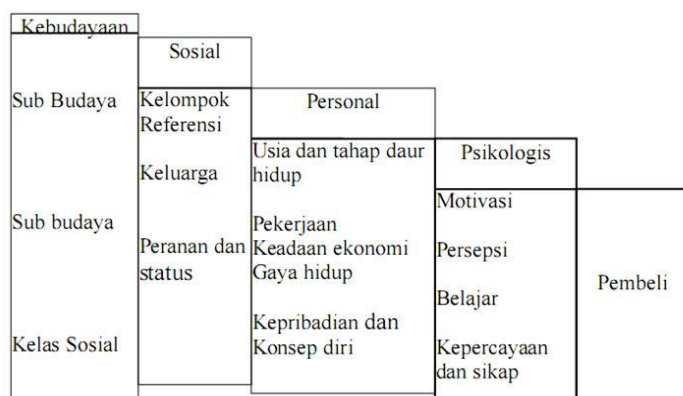 Kebudayaan
Sub Budaya
Sub budaya
Kelas Sosial
Sosial
Kelompok
Referensi
Keluarga
Peranan dan
status
Personal
Usia dan tahap daur
hidup
Pekerjaan
Keadaan ekonomi
Gaya hidup
Kepribadian dan
Konsep diri
Psikologis
Motivasi
Persepsi
Belajar
Kepercayaan
dan sikap
Pembeli